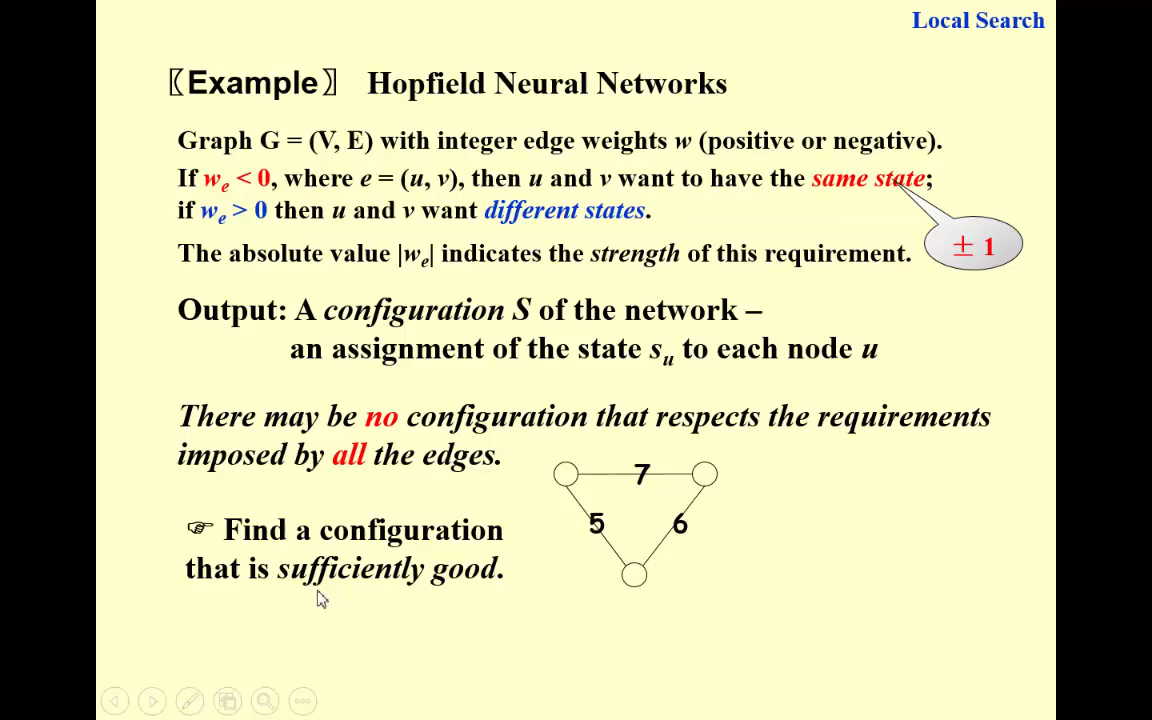 Local Search
〖Example〗 Hopfield Neural Networks
Graph G = (V, E) with integer edge weights w (positive or negative).
If we < 0, where e = (u, v), then u and v want to have the same state;
if we > 0 then u and v want different states.
± 1
The absolute value |we| indicates the strength of this requirement.
Output: A configuration S of the network –
an assignment of the state su to each node u
There may be no configuration that respects the requirements
imposed by all the edges.
7
5 6
☞ Find a configuration
that is sufficiently good.